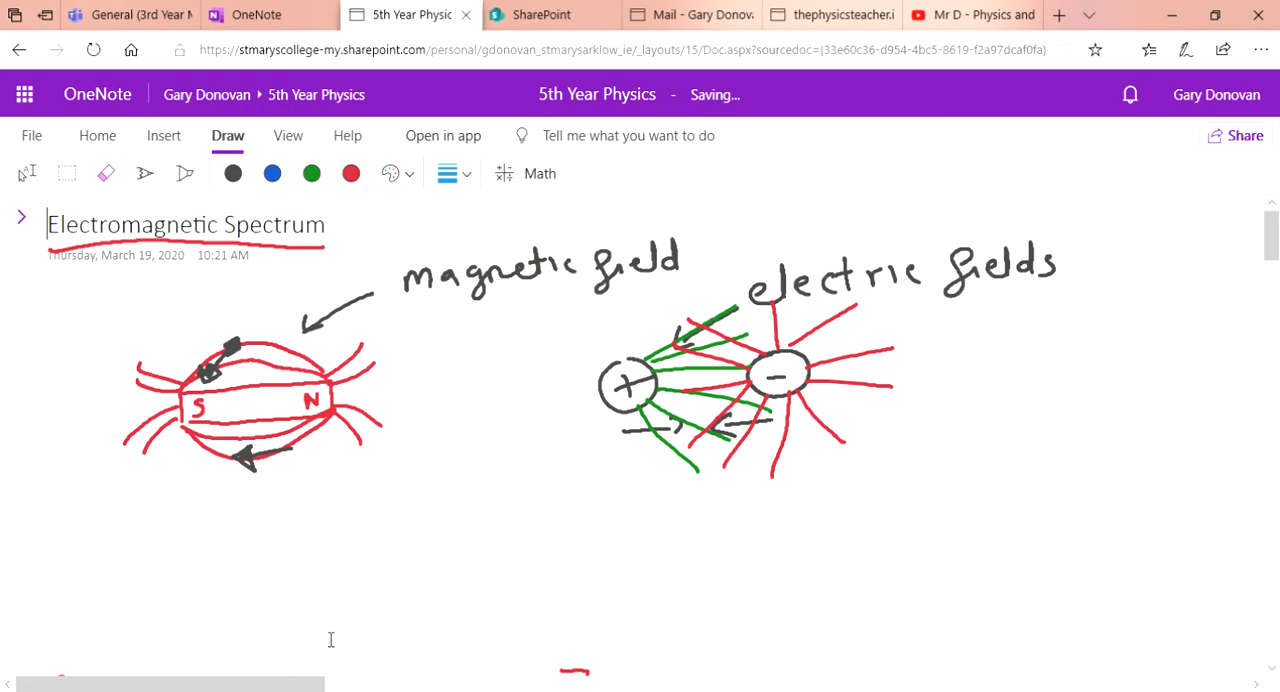 General (3rd Year M
OneNote
5th Year Physic
SharePoint
Mail - Gary Donova
thephysicsteacher.i
Mr D - Physics and
https://stmaryscollege-my.sharepoint.com/personal/gdonovan_stmarysarklow_ie/_layouts/15/Doc.aspx?sourcedoc={33e60c36-d954-4bc5-8619-f2a97dcaf0fa}
OneNote
Gary Donovan ▸ 5th Year Physics
5th Year Physics - Saving...
Gary Donovan
File Home Insert Draw View Help Open in app Tell me what you want to do Share
Math
Electromagnetic Spectrum
Thursday, March 19, 2020 10:21 AM
magnetic field
electric fields
S N
+ -